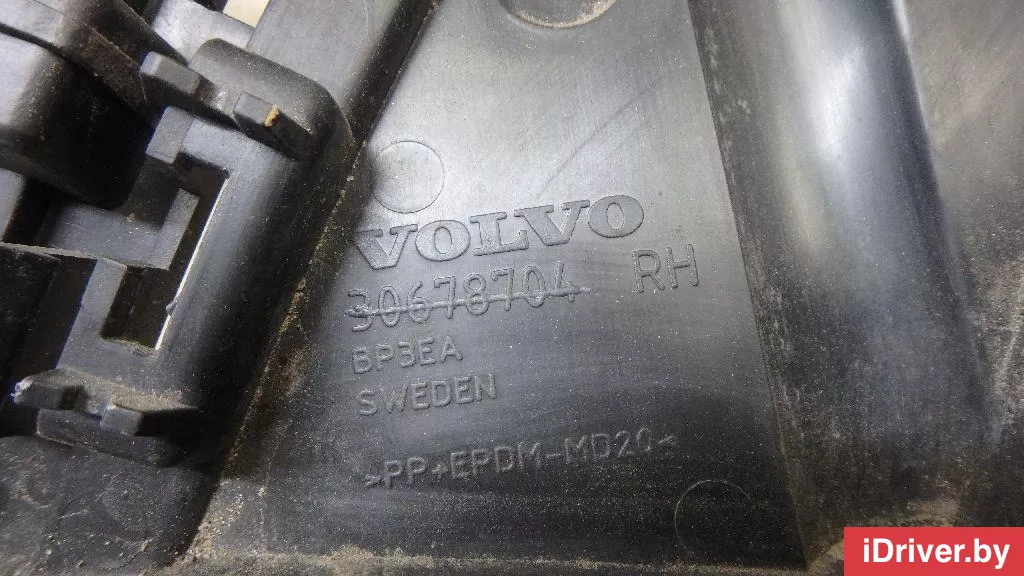 VOLVO
30678704 RH
BP3EA
SWEDEN
>PP+EPDM-MD20<
iDriver.by